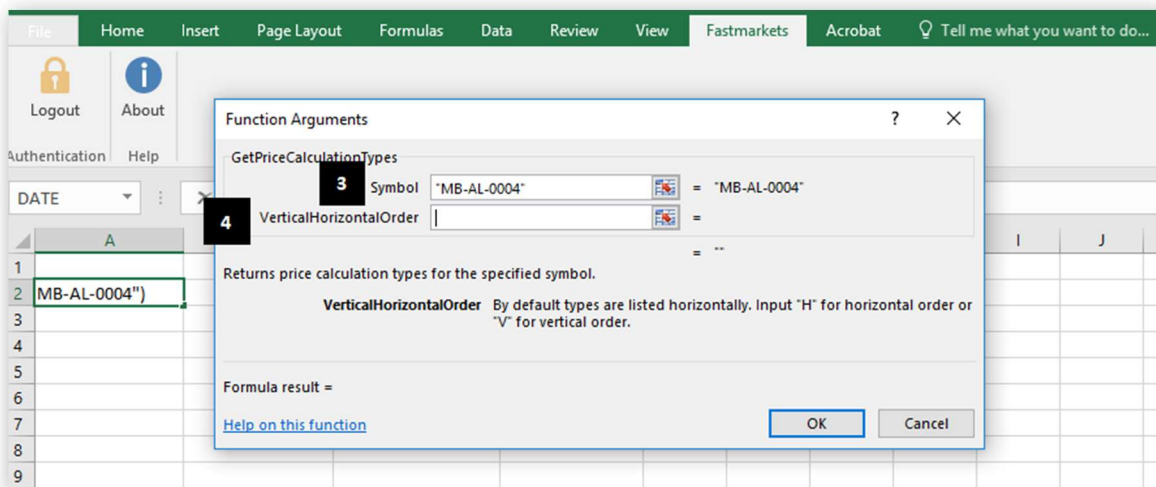 File Home Insert Page Layout Formulas Data Review View Fastmarkets Acrobat Tell me what you want to do...
Logout About
Authentication Help
Function Arguments ? ×
GetPriceCalculationTypes
3 Symbol "MB-AL-0004" = "MB-AL-0004"
4 VerticalHorizontalOrder =
= ""
Returns price calculation types for the specified symbol.
VerticalHorizontalOrder By default types are listed horizontally. Input "H" for horizontal order or
"V" for vertical order.
Formula result =
Help on this function OK Cancel
DATE
A I J
1
2 MB-AL-0004")
3
4
5
6
7
8
9